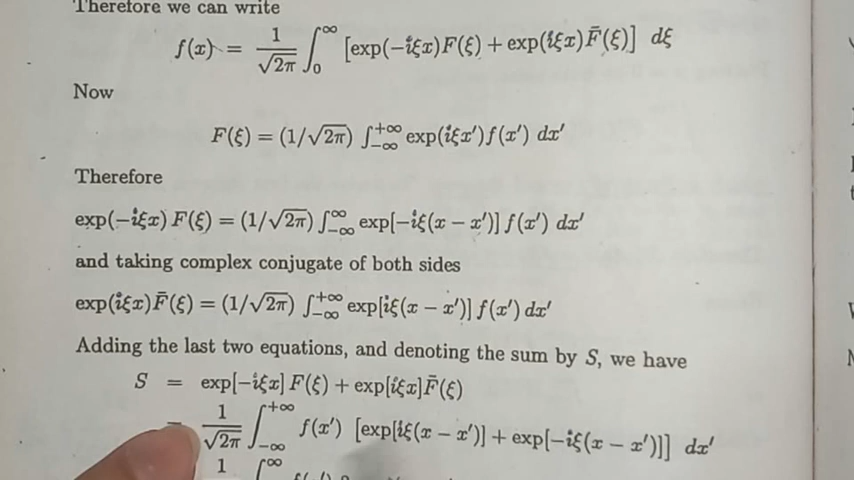 Therefore we can write
f(x) = 1/√2π ∫₀^∞ [exp(−iξx)F(ξ) + exp(iξx)F̄(ξ)] dξ
Now
F(ξ) = (1/√2π) ∫₋∞^+∞ exp(iξx′)f(x′) dx′
Therefore
exp(−iξx) F(ξ) = (1/√2π) ∫₋∞^∞ exp[−iξ(x − x′)] f(x′) dx′
and taking complex conjugate of both sides
exp(iξx)F̄(ξ) = (1/√2π) ∫₋∞^+∞ exp[iξ(x − x′)] f(x′) dx′
Adding the last two equations, and denoting the sum by S, we have
S = exp[−iξx] F(ξ) + exp[iξx]F̄(ξ)
= 1/√2π ∫₋∞^+∞ f(x′) [exp[iξ(x − x′)] + exp[−iξ(x − x′)]] dx′